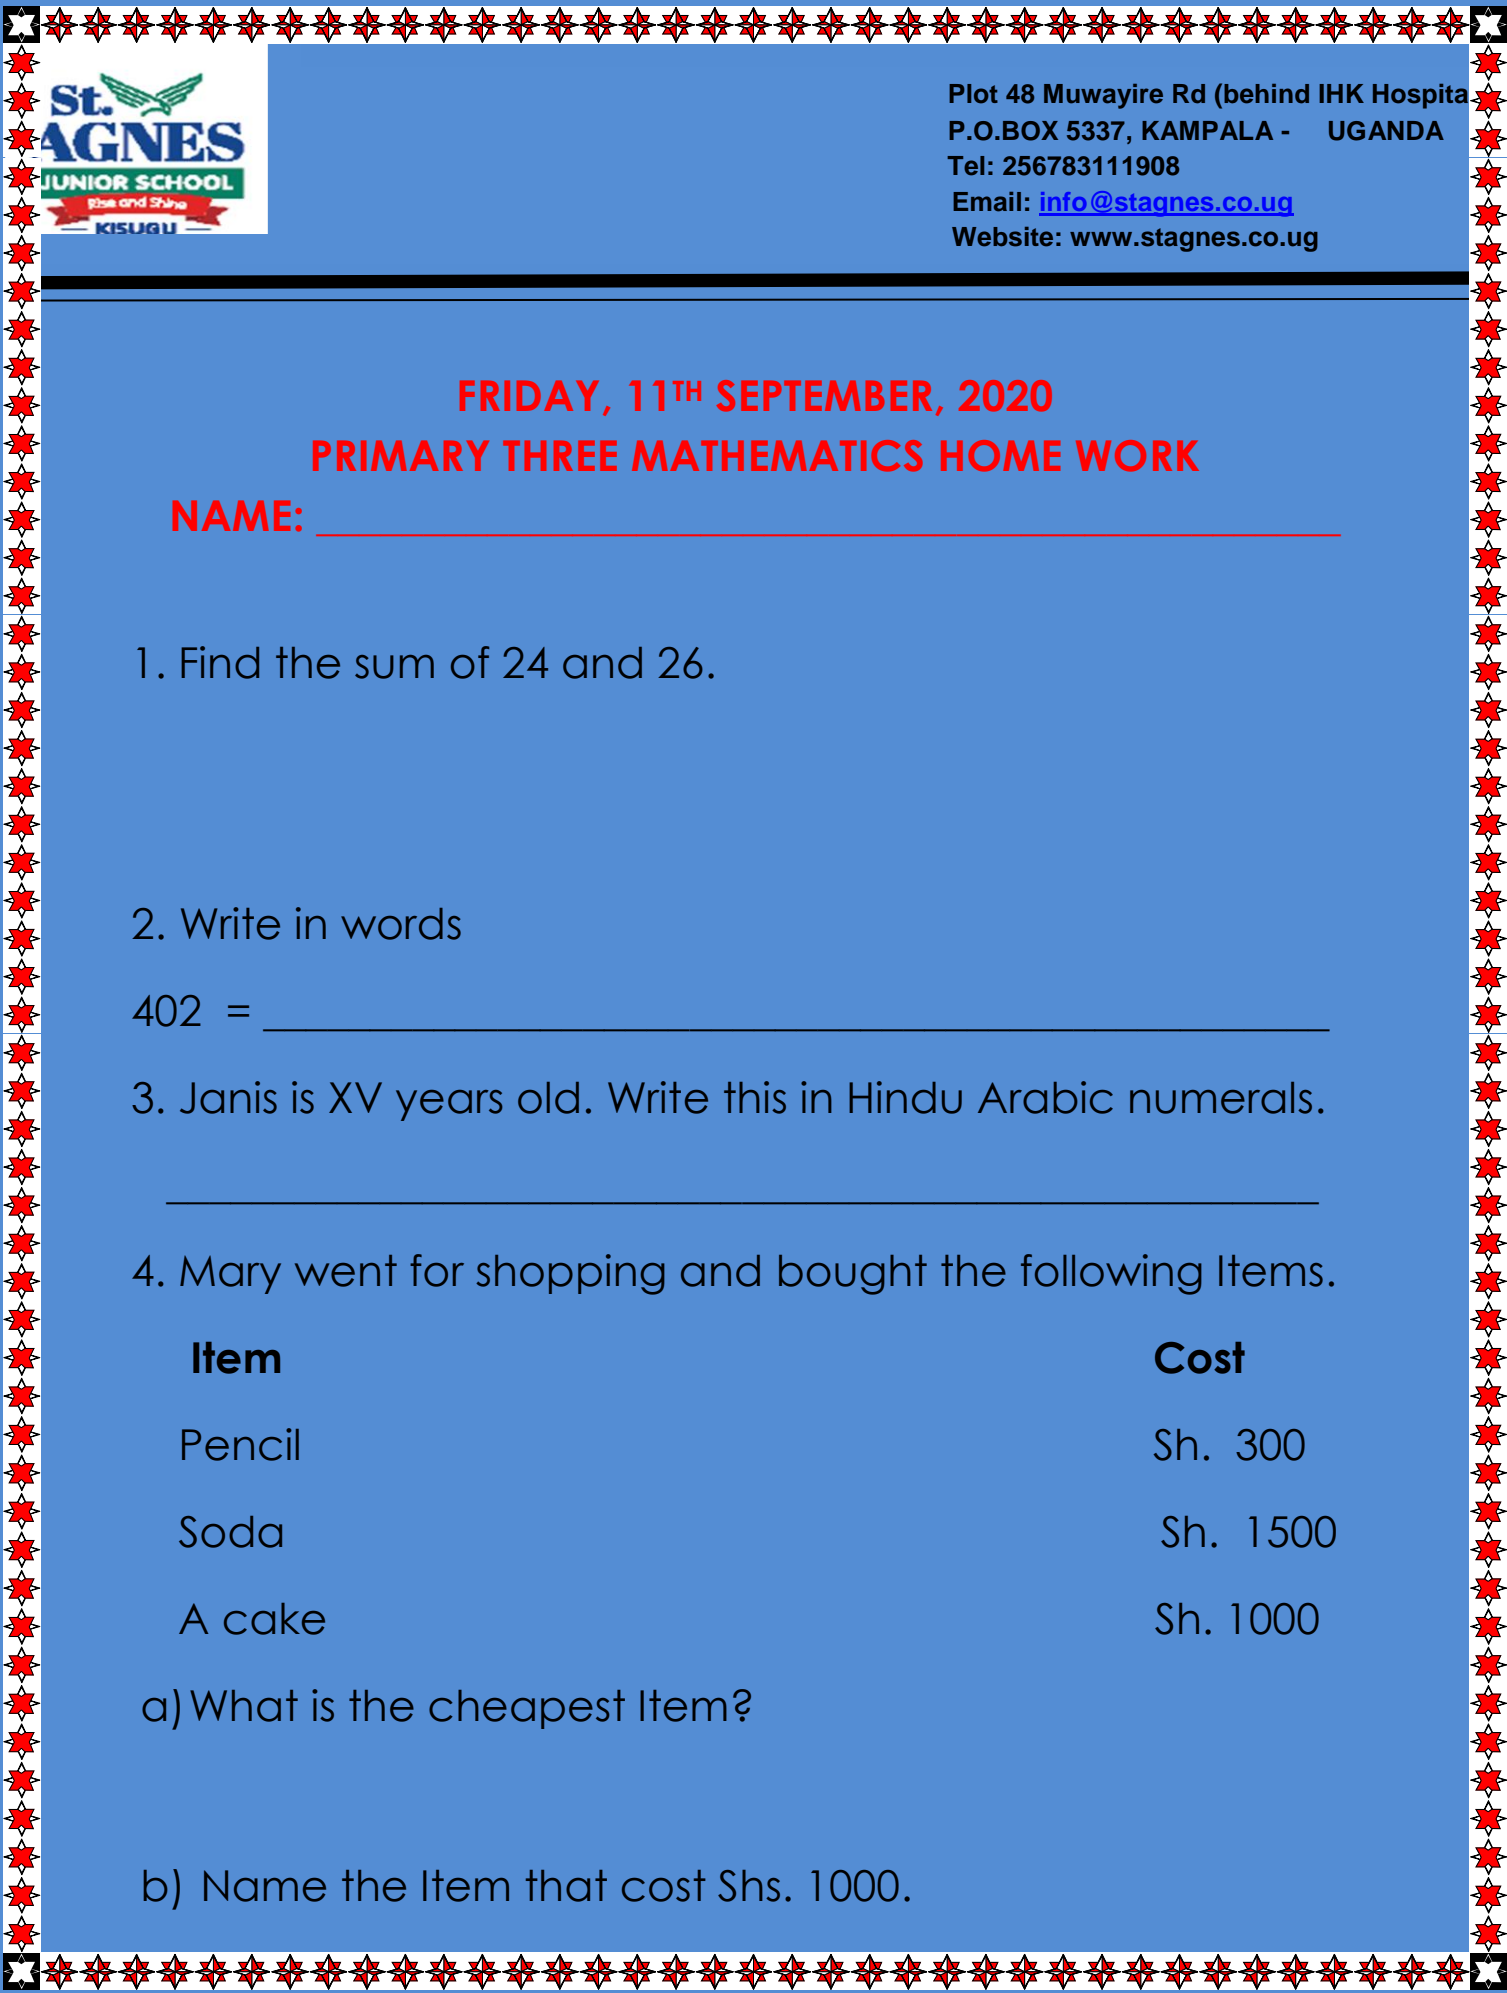 St.
AGNES
JUNIOR SCHOOL
Rise and Shine
KISUGU
Plot 48 Muwayire Rd (behind IHK Hospita
P.O.BOX 5337, KAMPALA - UGANDA
Tel: 256783111908
Email: info@stagnes.co.ug
Website: www.stagnes.co.ug
FRIDAY, 11TH SEPTEMBER, 2020
PRIMARY THREE MATHEMATICS HOME WORK
NAME: ________________________________________________
1. Find the sum of 24 and 26.
2. Write in words
402 = __________________________________________________
3. Janis is XV years old. Write this in Hindu Arabic numerals.
______________________________________________________
4. Mary went for shopping and bought the following Items.
Item Cost
Pencil Sh. 300
Soda Sh. 1500
A cake Sh. 1000
a) What is the cheapest Item?
b) Name the Item that cost Shs. 1000.